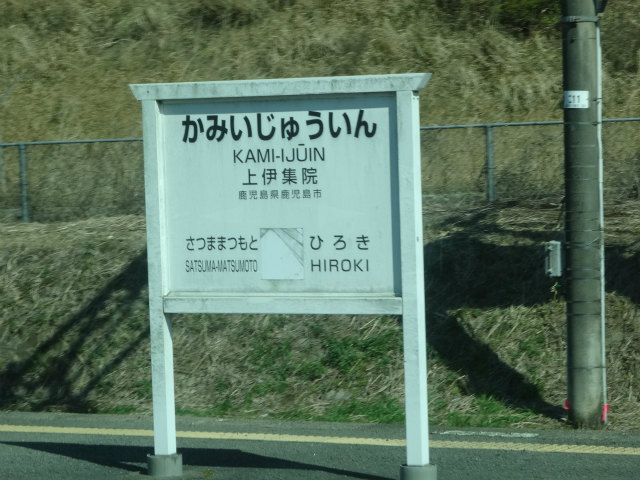 かみいじゅういん
KAMI-IJŪIN
上伊集院
鹿児島県鹿児島市
さつままつもと ひろき
SATSUMA-MATSUMOTO HIROKI
C11